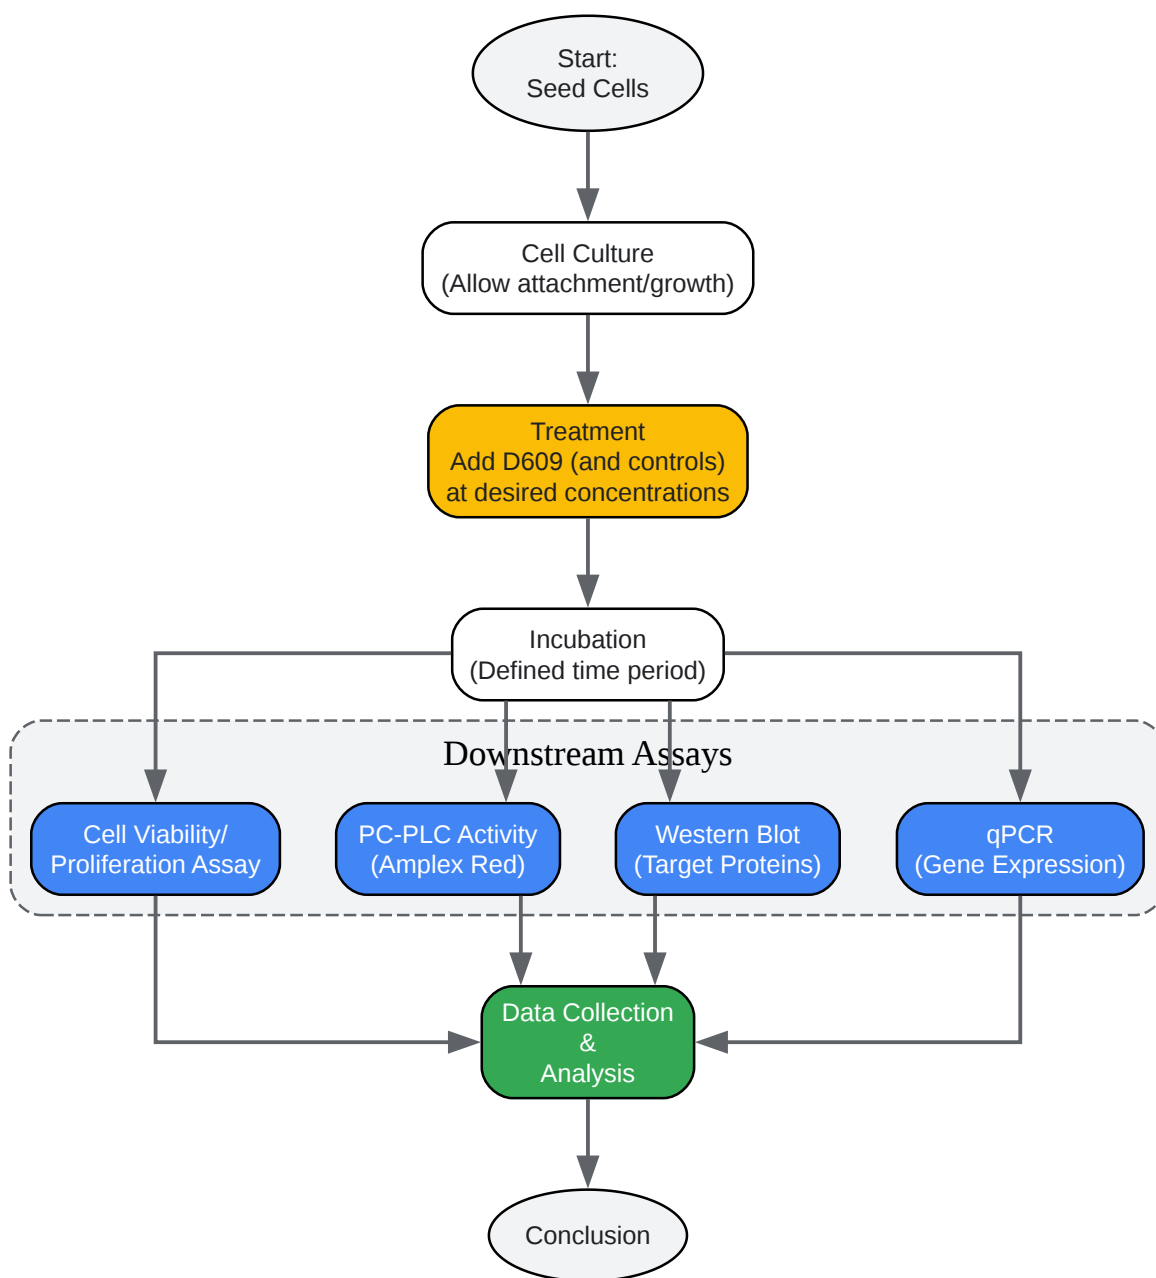 Start:
Seed Cells
Cell Culture
(Allow attachment/growth)
Treatment
Add D609 (and controls)
at desired concentrations
Incubation
(Defined time period)
Downstream Assays
Cell Viability/
Proliferation Assay
PC-PLC Activity
(Amplex Red)
Western Blot
(Target Proteins)
qPCR
(Gene Expression)
Data Collection
&
Analysis
Conclusion